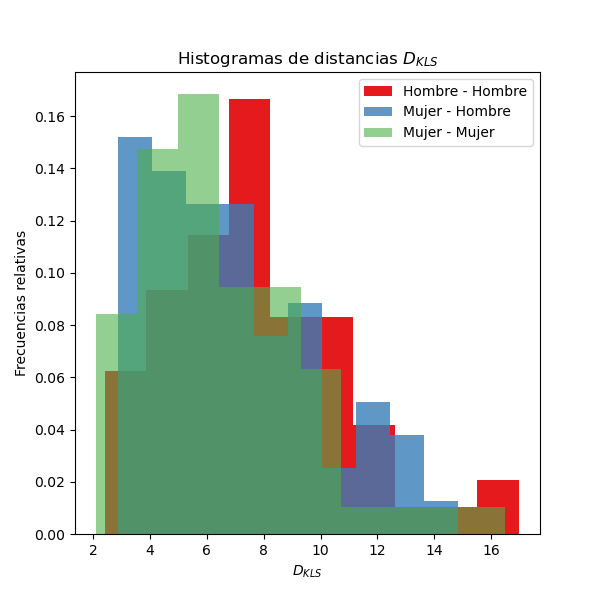 Histogramas de distancias D_{KLS}
Hombre - Hombre
Mujer - Hombre
Mujer - Mujer
Frecuencias relativas
0.16
0.14
0.12
0.10
0.08
0.06
0.04
0.02
0.00
2 4 6 8 10 12 14 16
D_{KLS}